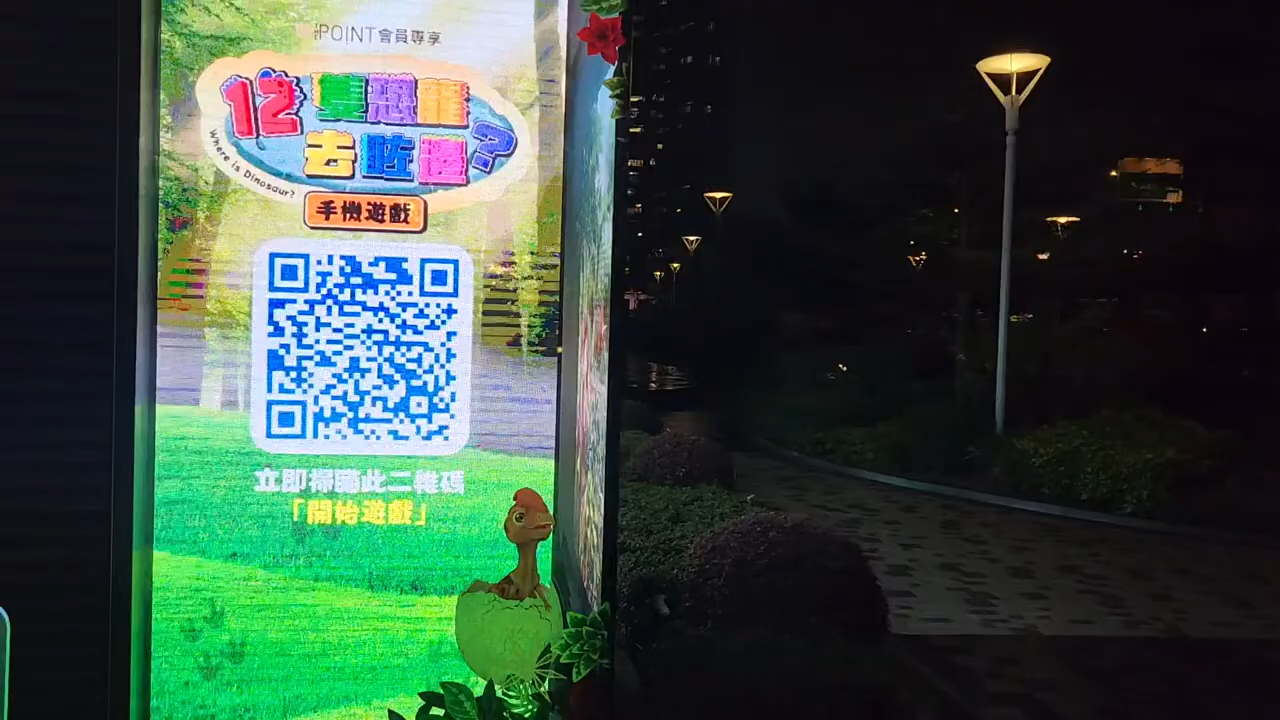 THE POINT會員專享
12隻恐龍
去咗邊?
Where is Dinosaur?
手機遊戲
立即掃瞄此二維碼
「開始遊戲」